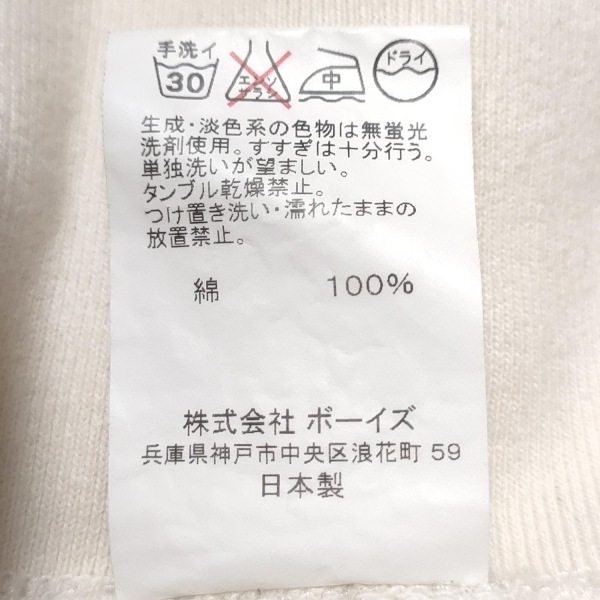 手洗イ
30 エンソサラシ 中 ドライ
生成・淡色系の色物は無蛍光
洗剤使用。すすぎは十分行う。
単独洗いが望ましい。
タンブル乾燥禁止。
つけ置き洗い・濡れたままの
放置禁止。
綿 100%
株式会社 ボーイズ
兵庫県神戸市中央区浪花町 59
日本製